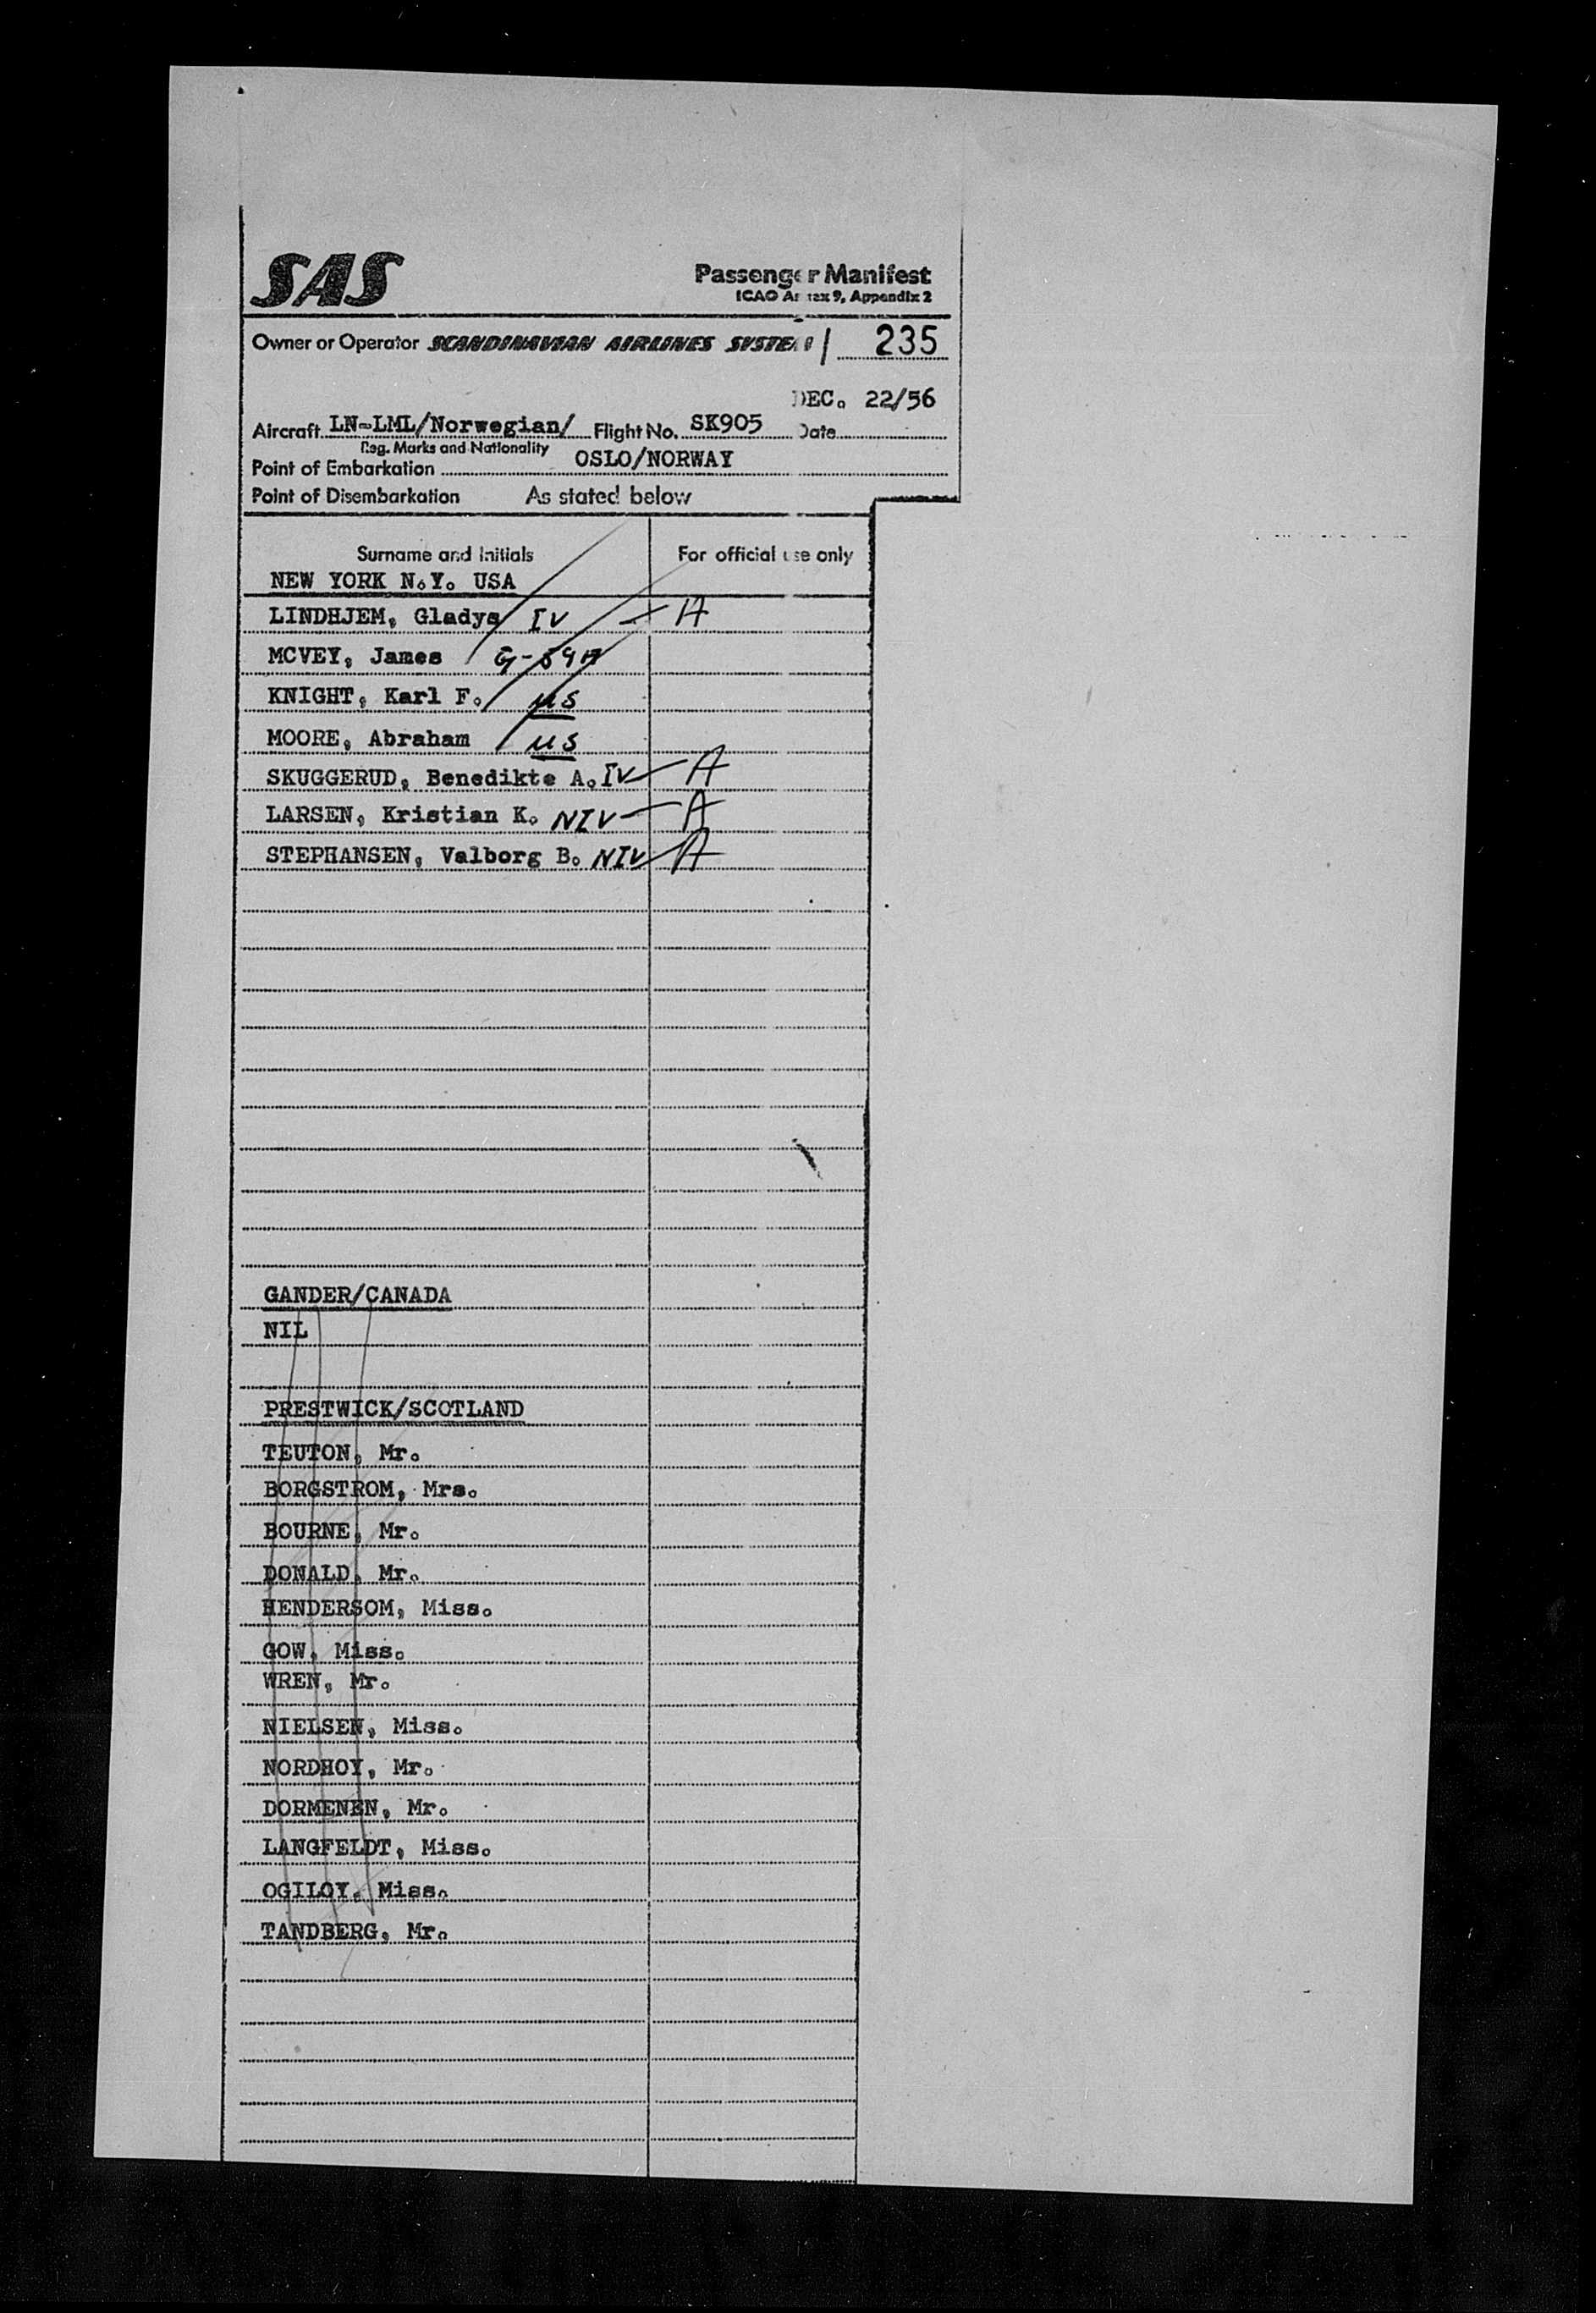 SAS
Passenger Manifest
ICAO Annex 9, Appendix 2
Owner or Operator SCANDINAVIAN AIRLINES SYSTEM 235
DEC. 22/56
Aircraft LN-LML/Norwegian/ Flight No. SK905 Date
Reg. Marks and Nationality
Point of Embarkation OSLO/NORWAY
Point of Disembarkation As stated below
Surname and Initials For official use only
NEW YORK N.Y. USA
LINDHJEM, Gladys IV A
MCVEY, James
KNIGHT, Karl F. US
MOORE, Abraham US
SKUGGERUD, Benedikte A. IV A
LARSEN, Kristian K. NIV A
STEPHANSEN, Valborg B. NIV A
GANDER/CANADA
NIL
PRESTWICK/SCOTLAND
TEUTON, Mr.
BORGSTROM, Mrs.
BOURNE, Mr.
DONALD, Mr.
HENDERSOM, Miss.
GOW, Miss.
WREN, Mr.
NIELSEN, Miss.
NORDHOY, Mr.
DORMENEN, Mr.
LANGFELDT, Miss.
OGILOY, Miss.
TANDBERG, Mr.